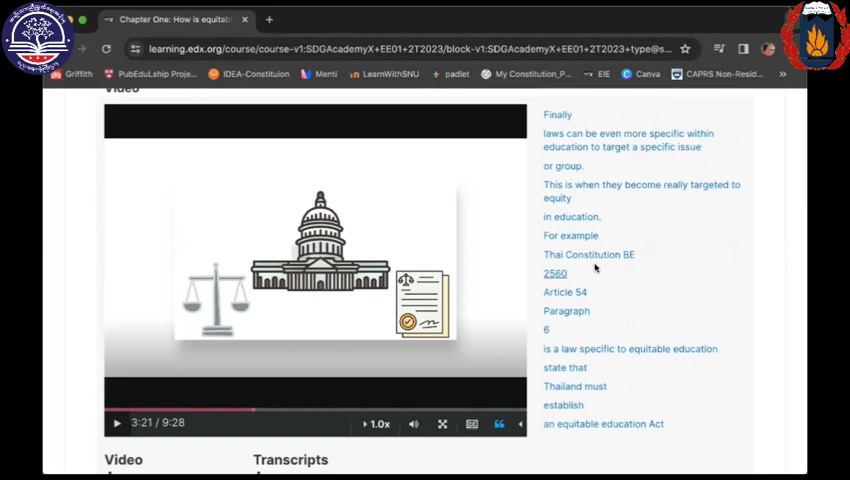 Chapter One: How is equitab
learning.edx.org/course/course-v1:SDGAcademyX+EE01+2T2023/block-v1:SDGAcademyX+EE01+2T2023+type@s...
Griffith
PubEduLship Proje...
IDEA-Constituion
Menti
LearnWithSNU
padlet
My Constitution_P...
EIE
Canva
CAPRS Non-Resid...
Video
Finally
laws can be even more specific within
education to target a specific issue
or group.
This is when they become really targeted to
equity
in education.
For example
Thai Constitution BE
2560
Article 54
Paragraph
6
is a law specific to equitable education
state that
Thailand must
establish
an equitable education Act
3:21 / 9:28
1.0x
Video
Transcripts